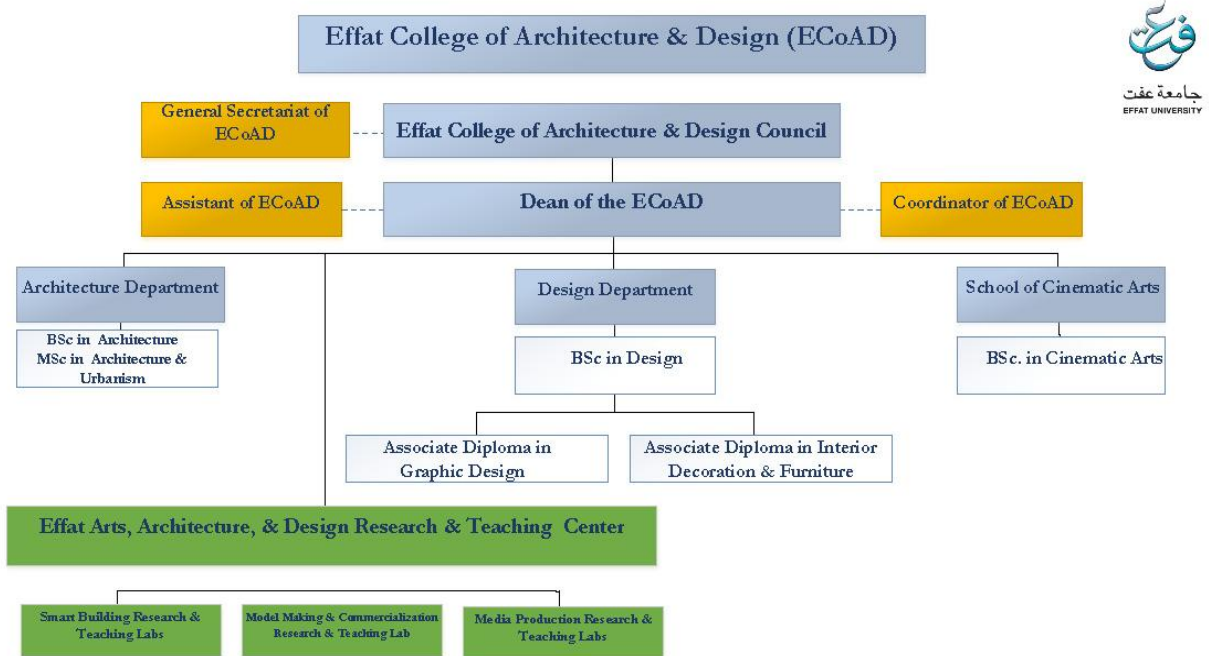 Effat College of Architecture & Design (ECoAD)
جامعة عفت
EFFAT UNIVERSITY
General Secretariat of
ECoAD
Effat College of Architecture & Design Council
Assistant of ECoAD
Dean of the ECoAD
Coordinator of ECoAD
Architecture Department
BSc in Architecture
MSc in Architecture &
Urbanism
Design Department
BSc in Design
School of Cinematic Arts
BSc. in Cinematic Arts
Associate Diploma in
Graphic Design
Associate Diploma in Interior
Decoration & Furniture
Effat Arts, Architecture, & Design Research & Teaching Center
Smart Building Research &
Teaching Labs
Model Making & Commercialization
Research & Teaching Lab
Media Production Research &
Teaching Labs